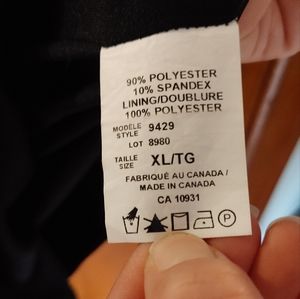 90% POLYESTER
10% SPANDEX
LINING/DOUBLURE
100% POLYESTER
MODÈLE
STYLE 9429
LOT 8980
TAILLE
SIZE XL/TG
FABRIQUÉ AU CANADA /
MADE IN CANADA
CA 10931
P